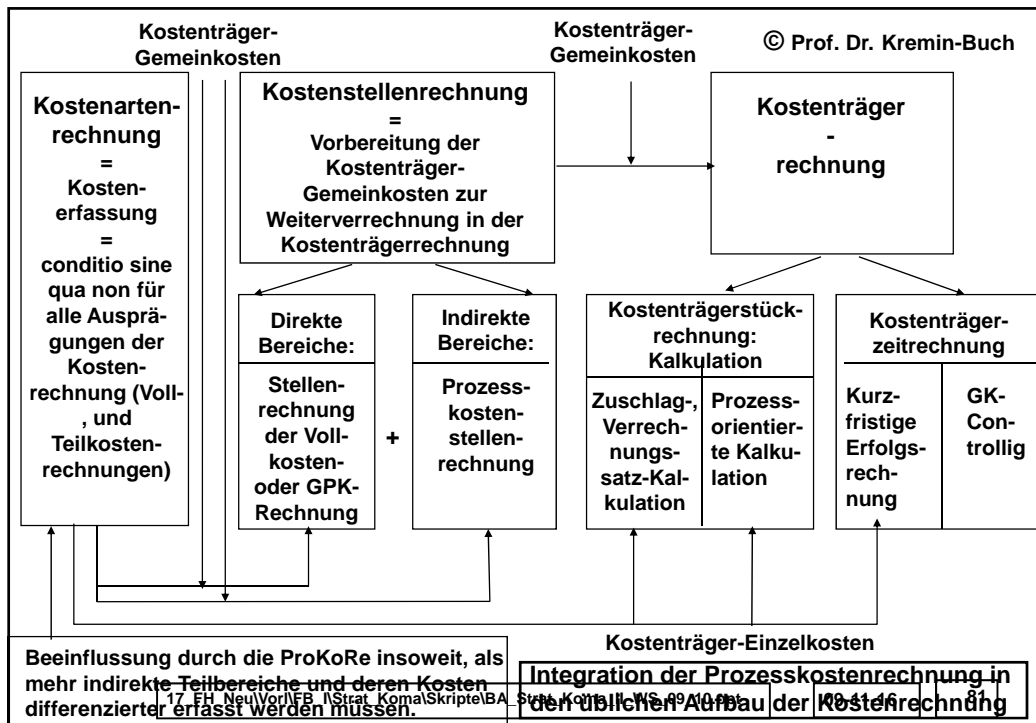 Kostenträger-
Gemeinkosten
Kostenträger-
Gemeinkosten
© Prof. Dr. Kremin-Buch
Kostenarten-
rechnung
=
Kosten-
erfassung
=
conditio sine
qua non für
alle Ausprä-
gungen der
Kosten-
rechnung (Voll-
, und
Teilkosten-
rechnungen)
Kostenstellenrechnung
=
Vorbereitung der
Kostenträger-
Gemeinkosten zur
Weiterverrechnung in der
Kostenträgerrechnung
Kostenträger
-
rechnung
Direkte
Bereiche:
Stellen-
rechnung
der Voll-
kosten-
oder GPK-
Rechnung
+
Indirekte
Bereiche:
Prozess-
kosten-
stellen-
rechnung
Kostenträgerstück-
rechnung:
Kalkulation
Zuschlag-,
Verrech-
nungs-
satz-Kal-
kulation
Prozess-
orientier-
te Kalku-
lation
Kostenträger-
zeitrechnung
Kurz-
fristige
Erfolgs-
rech-
nung
GK-
Con-
trollig
Kostenträger-Einzelkosten
Beeinflussung durch die ProKoRe insoweit, als
mehr indirekte Teilbereiche und deren Kosten
differenzierter erfasst werden müssen.
Integration der Prozesskostenrechnung in
den üblichen Aufbau der Kostenrechnung
09-11-16
81